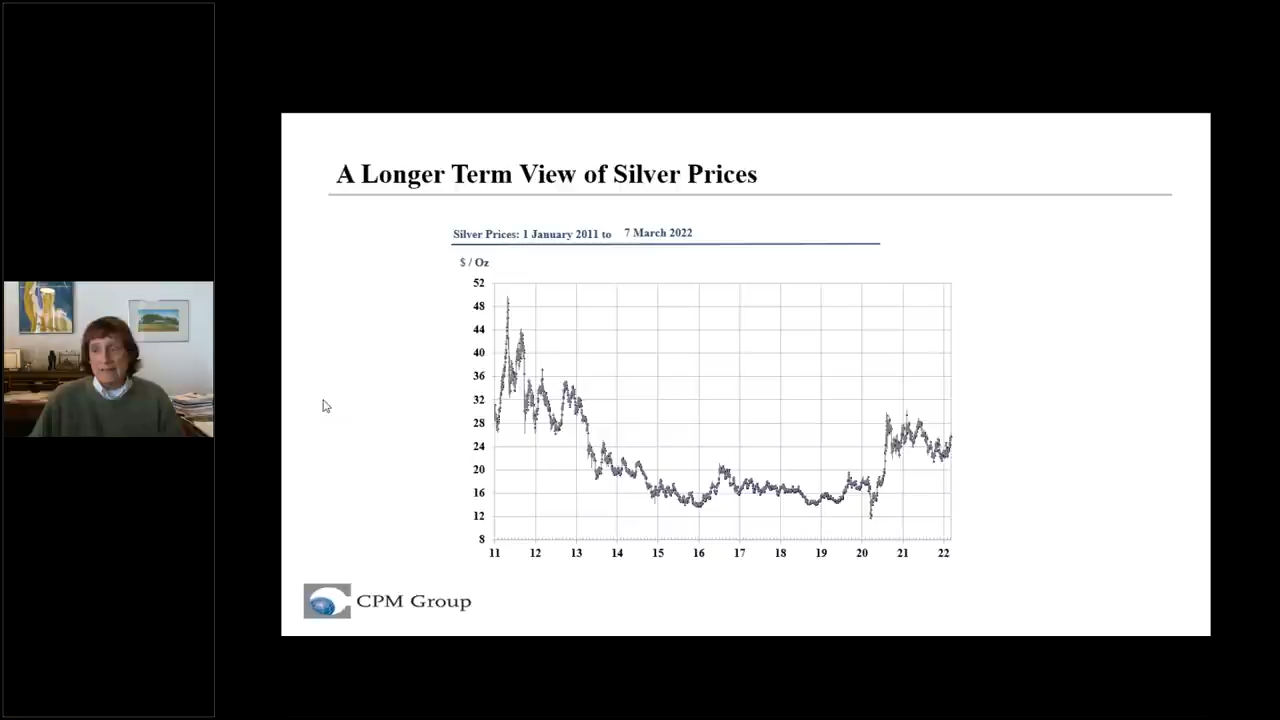 A Longer Term View of Silver Prices
Silver Prices: 1 January 2011 to 7 March 2022
$ / Oz
52
48
44
40
36
32
28
24
20
16
12
8
11 12 13 14 15 16 17 18 19 20 21 22
CPM Group